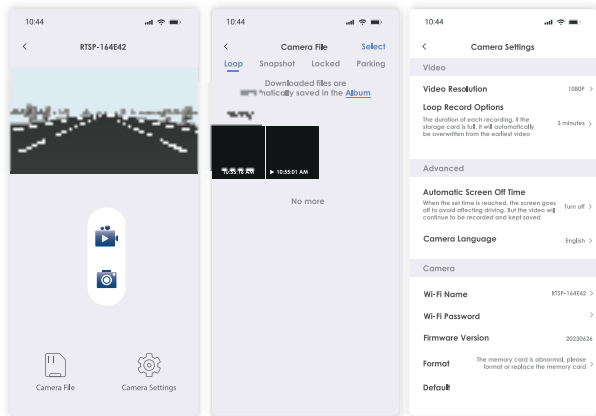 10:44
RTSP-164E42
Camera File
Camera Settings
10:44
Camera File
Select
Loop
Snapshot
Locked
Parking
Downloaded files are
saved in the Album
10:55:01 AM
No more
10:44
Camera Settings
Video
Video Resolution
1080P
Loop Record Options
The duration of each recording, if the
storage card is full, it will automatically
be overwritten from the earliest video
3 minutes
Advanced
Automatic Screen Off Time
When the set time is reached, the screen goes
off to avoid affecting driving. But the video will
continue to be recorded and kept saved
Turn off
Camera Language
English
Camera
Wi-Fi Name
RTSP-164E42
Wi-Fi Password
Firmware Version
20230626
Format
The memory card is abnormal, please
format or replace the memory card
Default